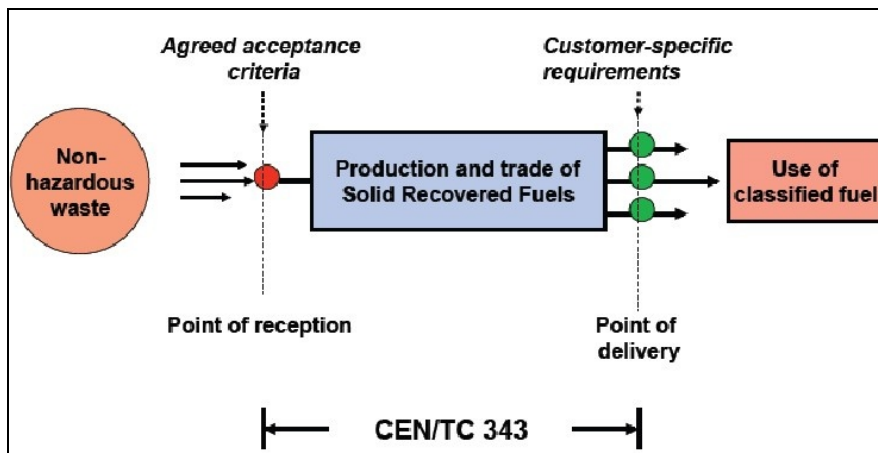 Agreed acceptance
criteria
Customer-specific
requirements
Non-
hazardous
waste
Production and trade of
Solid Recovered Fuels
Use of
classified fuel
Point of reception
Point of
delivery
CEN/TC 343